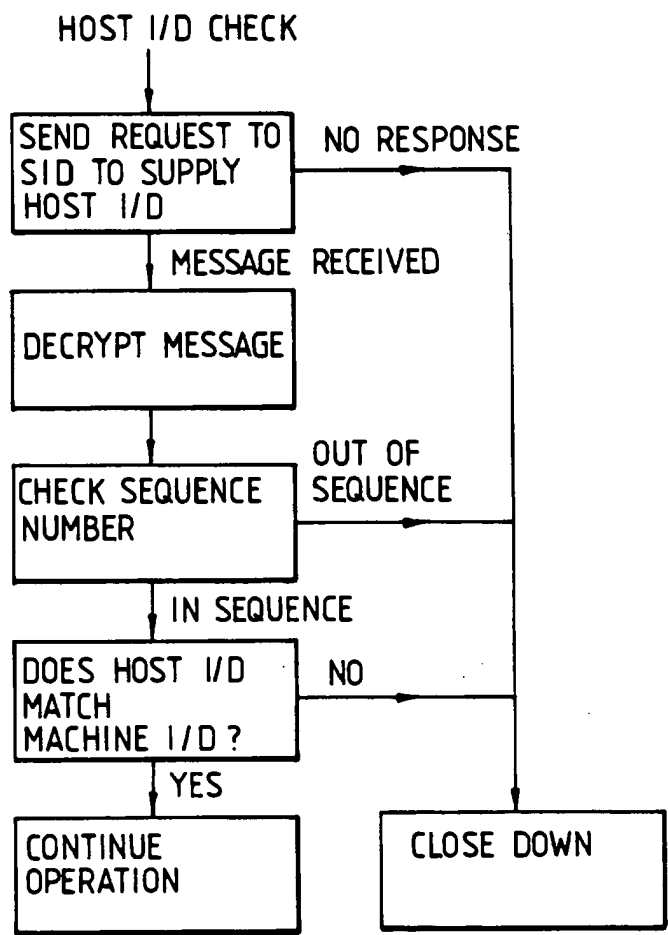 HOST I/D CHECK
SEND REQUEST TO
SID TO SUPPLY
HOST I/D
NO RESPONSE
MESSAGE RECEIVED
DECRYPT MESSAGE
CHECK SEQUENCE
NUMBER
OUT OF
SEQUENCE
IN SEQUENCE
DOES HOST I/D
MATCH
MACHINE I/D ?
NO
YES
CONTINUE
OPERATION
CLOSE DOWN